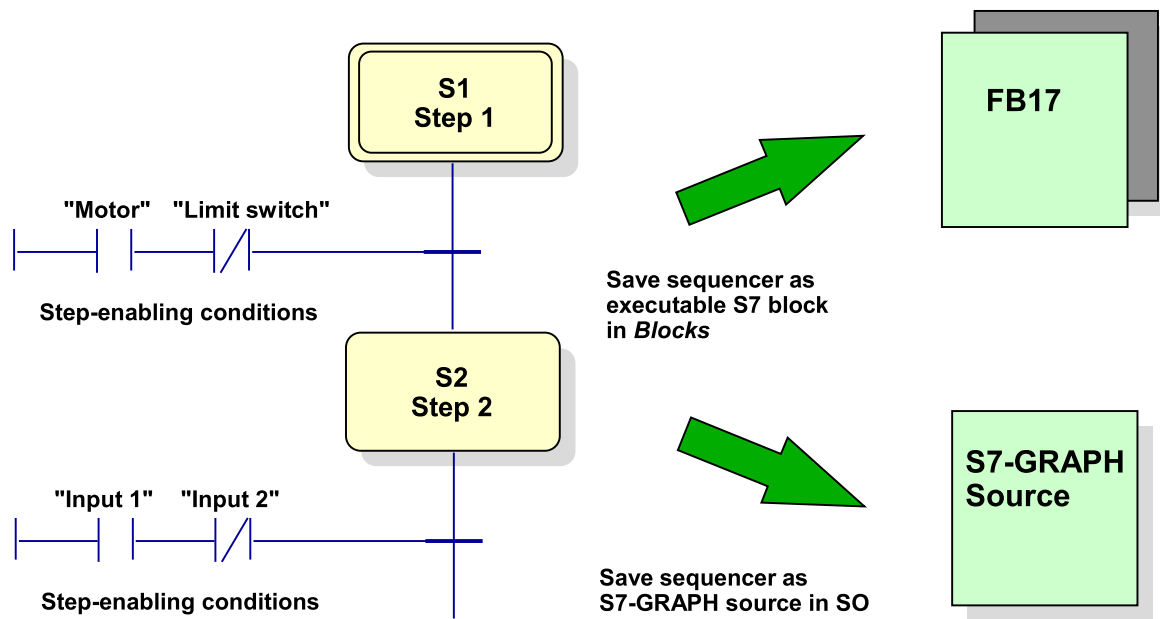 S1
Step 1
FB17
"Motor" "Limit switch"
Step-enabling conditions
Save sequencer as
executable S7 block
in Blocks
S2
Step 2
S7-GRAPH
Source
"Input 1" "Input 2"
Step-enabling conditions
Save sequencer as
S7-GRAPH source in SO